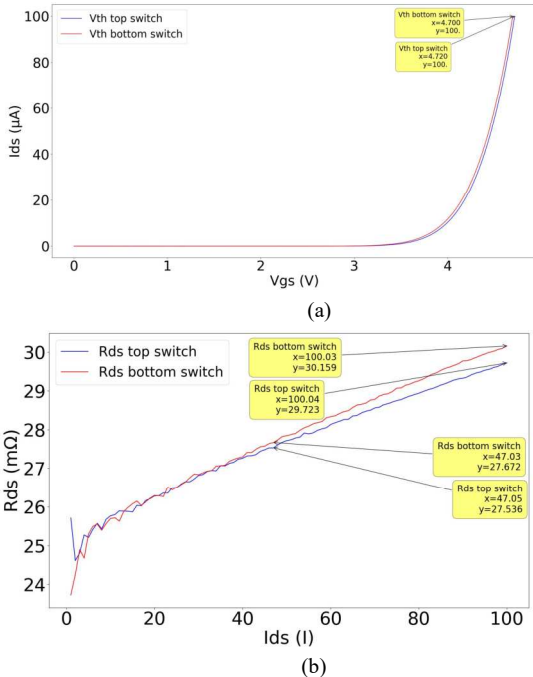 100
80
60
40
20
0
Ids (μA)
Vth top switch
Vth bottom switch
Vth bottom switch
x=4.700
y=100.
Vth top switch
x=4.720
y=100.
0 1 2 3 4
Vgs (V)
(a)
30
29
28
27
26
25
24
Rds (mΩ)
Rds top switch
Rds bottom switch
Rds bottom switch
x=100.03
y=30.159
Rds top switch
x=100.04
y=29.723
Rds bottom switch
x=47.03
y=27.672
Rds top switch
x=47.05
y=27.536
0 20 40 60 80 100
Ids (I)
(b)